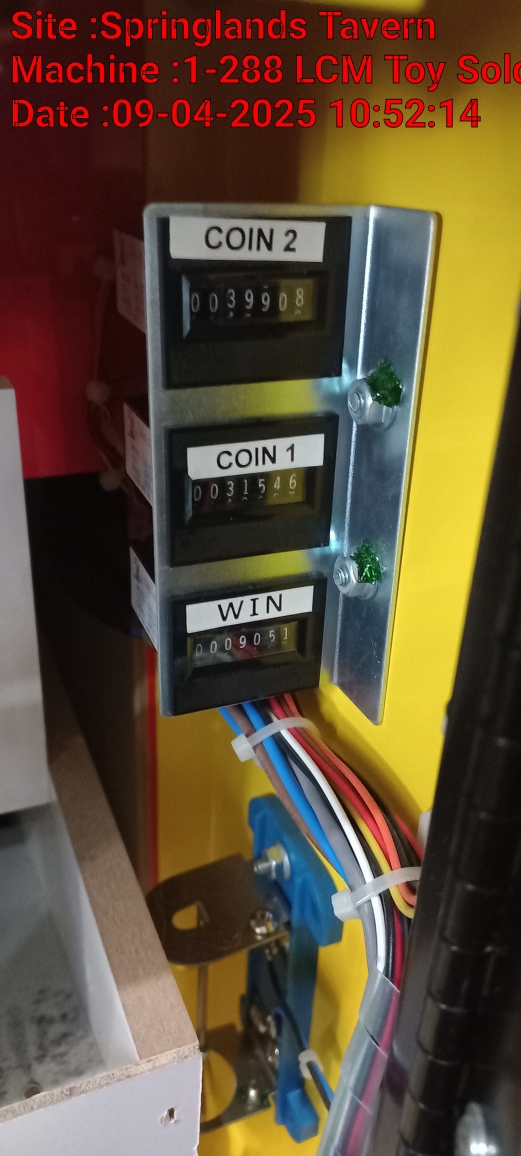 Site :Springlands Tavern
Machine :1-288 LCM Toy Solo
Date :09-04-2025 10:52:14
COIN 2
0039908
COIN 1
0031546
WIN
0009051